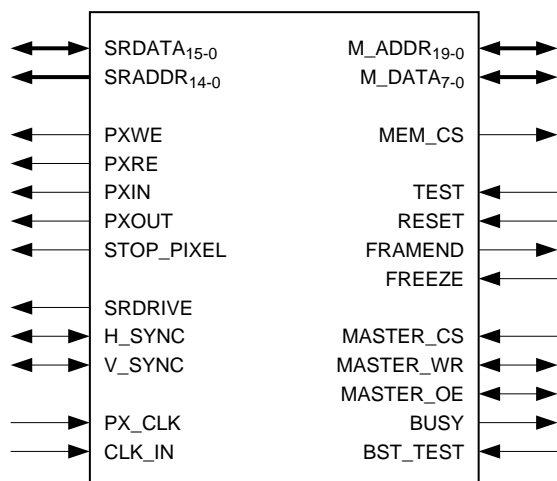 SRDATA15-0 M_ADDR19-0
SRADDR14-0 M_DATA7-0
PXWE MEM_CS
PXRE
PXIN TEST
PXOUT RESET
STOP_PIXEL FRAMEND
FREEZE
SRDRIVE
H_SYNC MASTER_CS
V_SYNC MASTER_WR
MASTER_OE
PX_CLK BUSY
CLK_IN BST_TEST